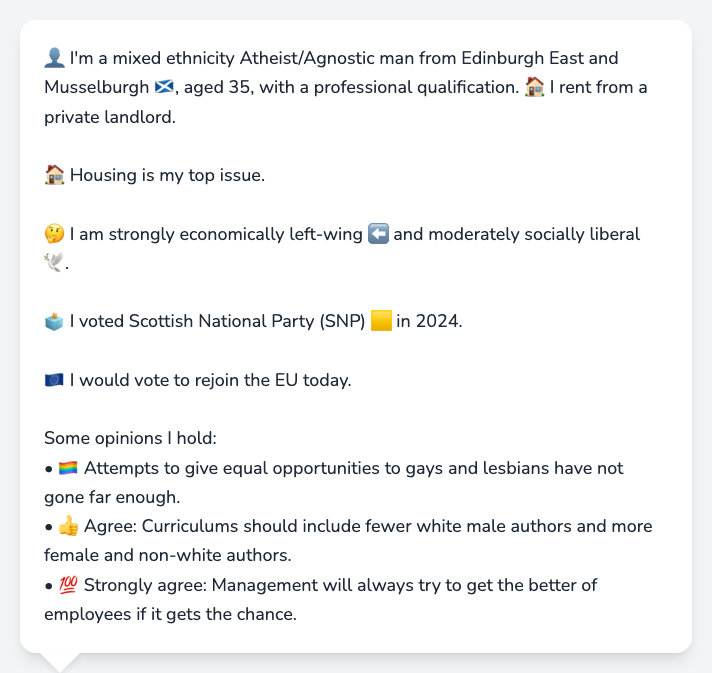 👤 I'm a mixed ethnicity Atheist/Agnostic man from Edinburgh East and
Musselburgh 🏴󠁧󠁢󠁳󠁣󠁴󠁿, aged 35, with a professional qualification. 🏠 I rent from a
private landlord.
🏠 Housing is my top issue.
🤔 I am strongly economically left-wing ⬅️ and moderately socially liberal
🕊️.
🗳️ I voted Scottish National Party (SNP) 🟨 in 2024.
🇪🇺 I would vote to rejoin the EU today.
Some opinions I hold:
• 🏳️‍🌈 Attempts to give equal opportunities to gays and lesbians have not
gone far enough.
• 👍 Agree: Curriculums should include fewer white male authors and more
female and non-white authors.
• 💯 Strongly agree: Management will always try to get the better of
employees if it gets the chance.